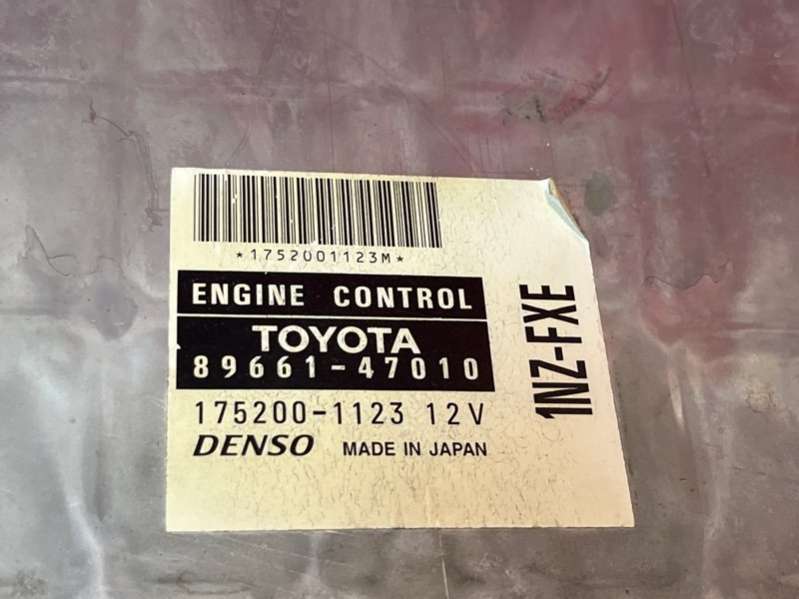 *1752001123M*
ENGINE CONTROL
TOYOTA
89661-47010
175200-1123 12V
DENSO MADE IN JAPAN
1NZ-FXE